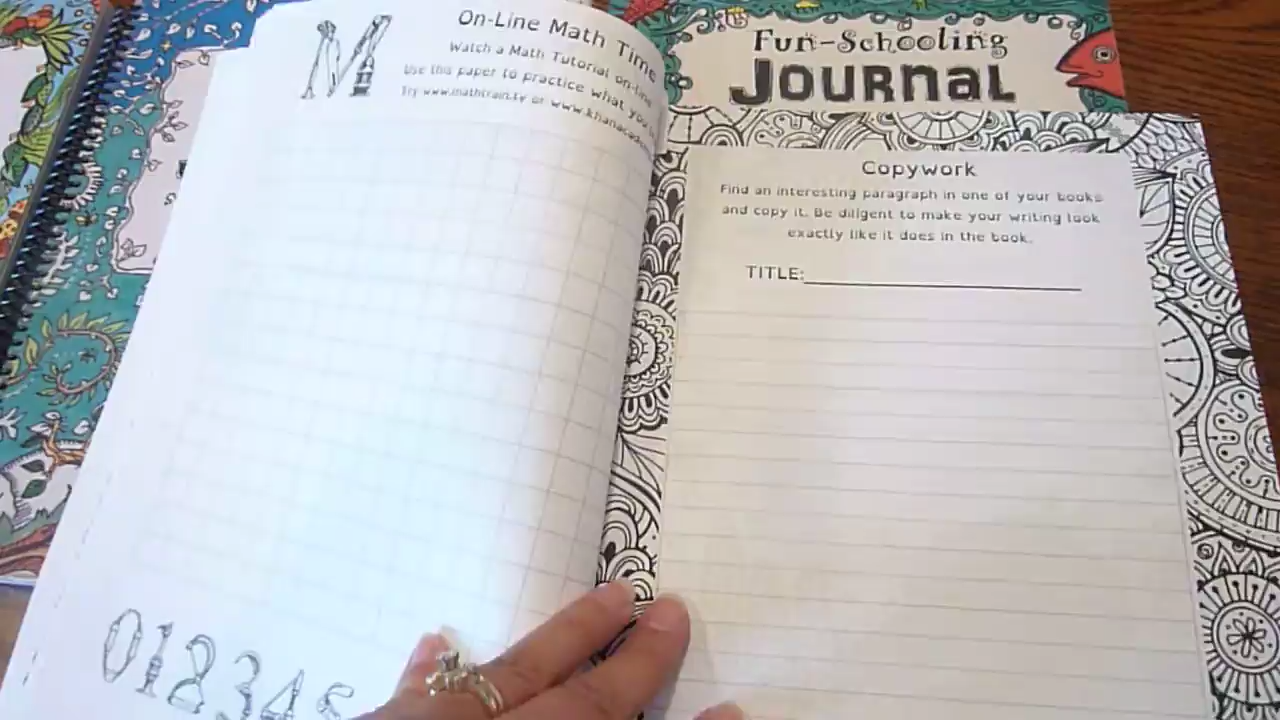 M
On-Line Math Time
Watch a Math Tutorial on-line
Use this paper to practice what you
Try www.mathtrain.tv or www.khanacad
012345
Fun-Schooling
JOURNAL
Copywork
Find an interesting paragraph in one of your books
and copy it. Be diligent to make your writing look
exactly like it does in the book.
TITLE: